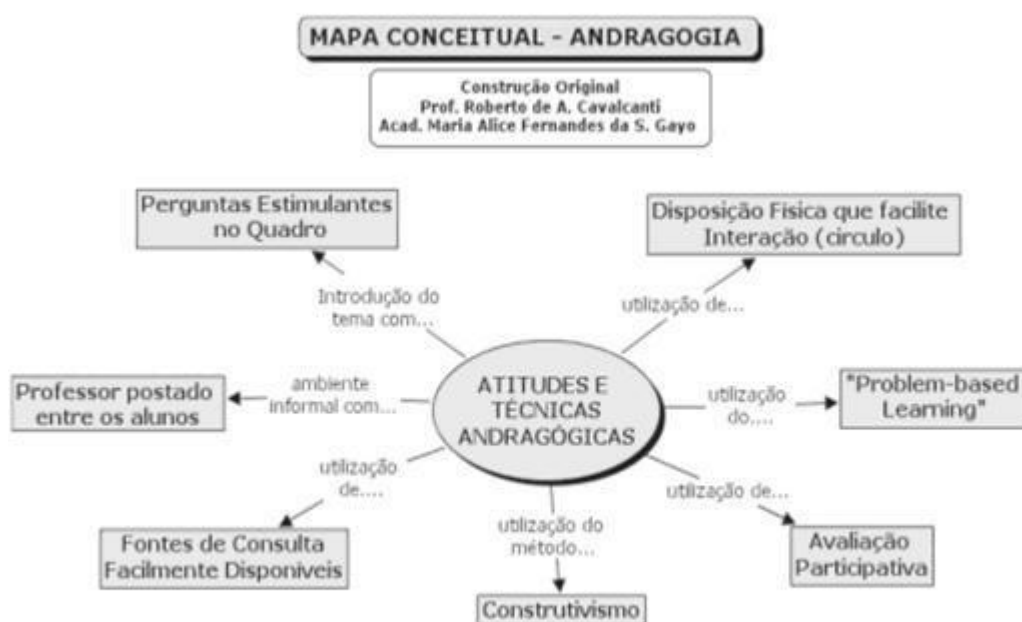 MAPA CONCEITUAL - ANDRAGOGIA
Construção Original
Prof. Roberto de A. Cavalcanti
Acad. Maria Alice Fernandes da S. Gayo
Perguntas Estimulantes
no Quadro
Disposição Física que facilite
Interação (circulo)
Introdução do
tema com...
utilização de...
Professor postado
entre os alunos
ambiente
informal com...
ATITUDES E
TÉCNICAS
ANDRAGÓGICAS
utilização
do....
"Problem-based
Learning"
utilização
de....
utilização do
método...
utilização de...
Fontes de Consulta
Facilmente Disponíveis
Construtivismo
Avaliação
Participativa